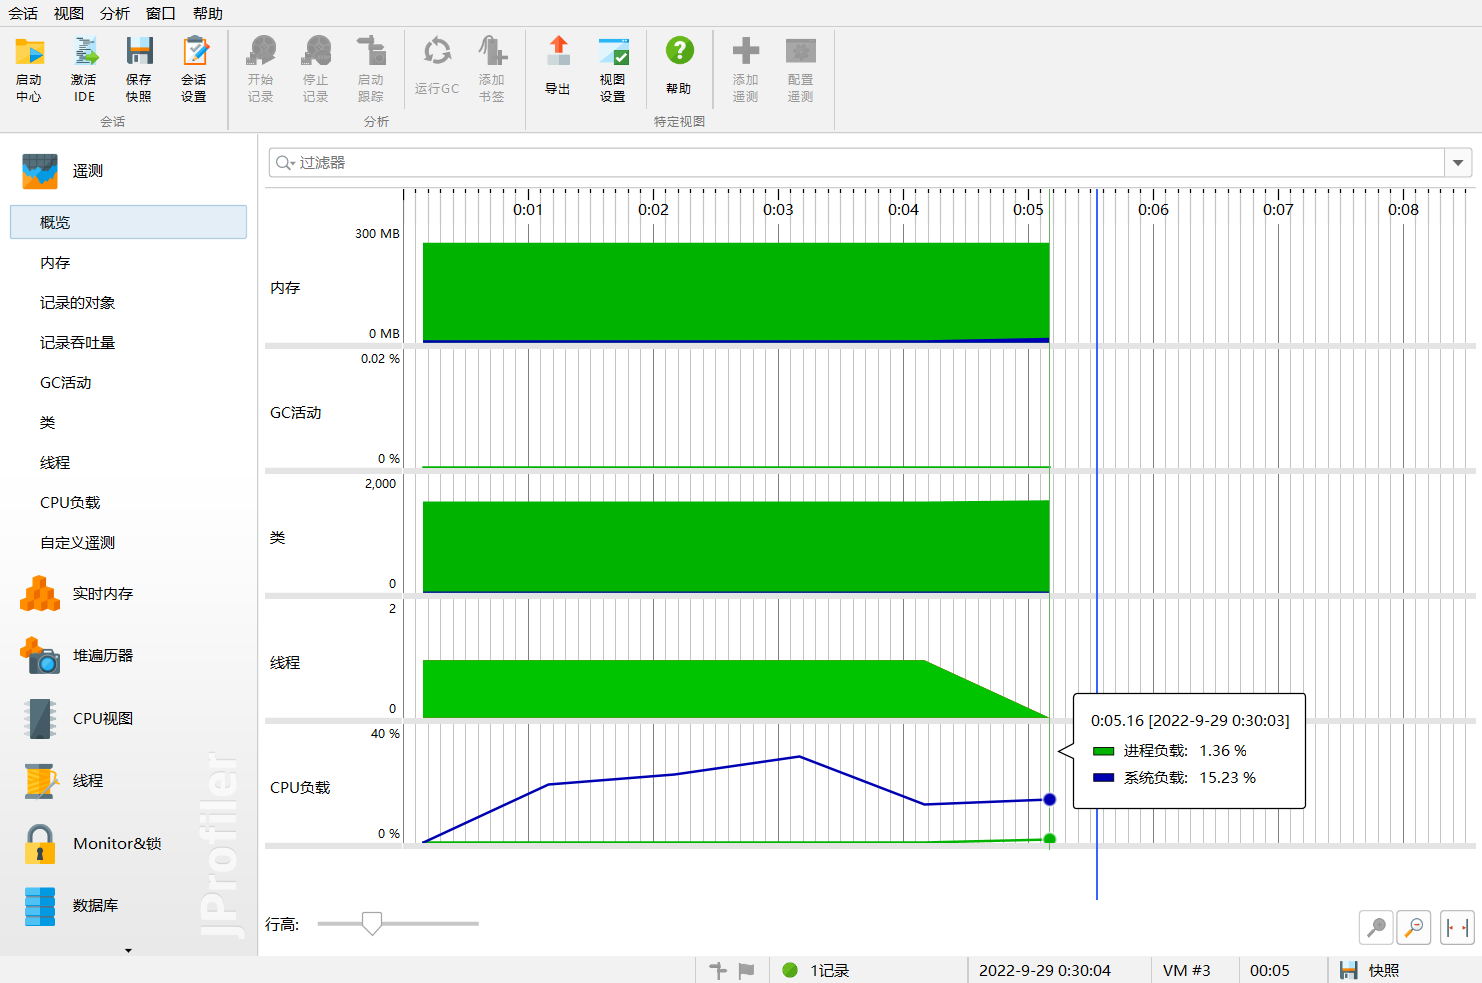 会话 视图 分析 窗口 帮助
启动中心 激活IDE 保存快照 会话设置 开始记录 停止记录 启动跟踪 运行GC 添加书签 导出 视图设置 帮助 添加遥测 配置遥测
会话 分析 特定视图
遥测
概览
内存
记录的对象
记录吞吐量
GC活动
类
线程
CPU负载
自定义遥测
实时内存
堆遍历器
CPU视图
线程
Monitor&锁
数据库
JProfiler
过滤器
0:01 0:02 0:03 0:04 0:05 0:06 0:07 0:08
300 MB
内存
0 MB
0.02 %
GC活动
0 %
2,000
类
0
2
线程
0
40 %
CPU负载
0 %
0:05.16 [2022-9-29 0:30:03]
进程负载: 1.36 %
系统负载: 15.23 %
行高:
1记录 2022-9-29 0:30:04 VM #3 00:05 快照